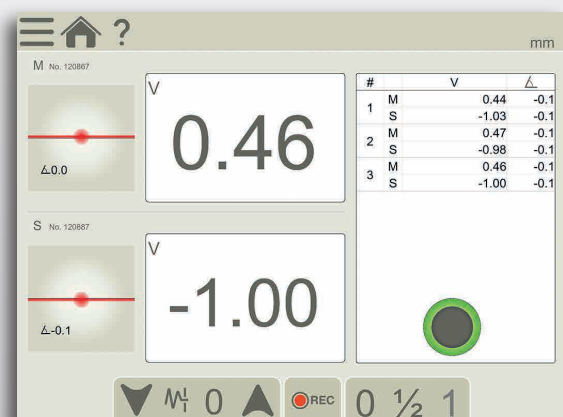 ?
mm
M No. 120867
V
0.46
∡0.0
S No. 120887
V
-1.00
∡-0.1
# V ∡
1 M 0.44 -0.1
S -1.03 -0.1
2 M 0.47 -0.1
S -0.98 -0.1
3 M 0.46 -0.1
S -1.00 -0.1
0 REC 0 ½ 1